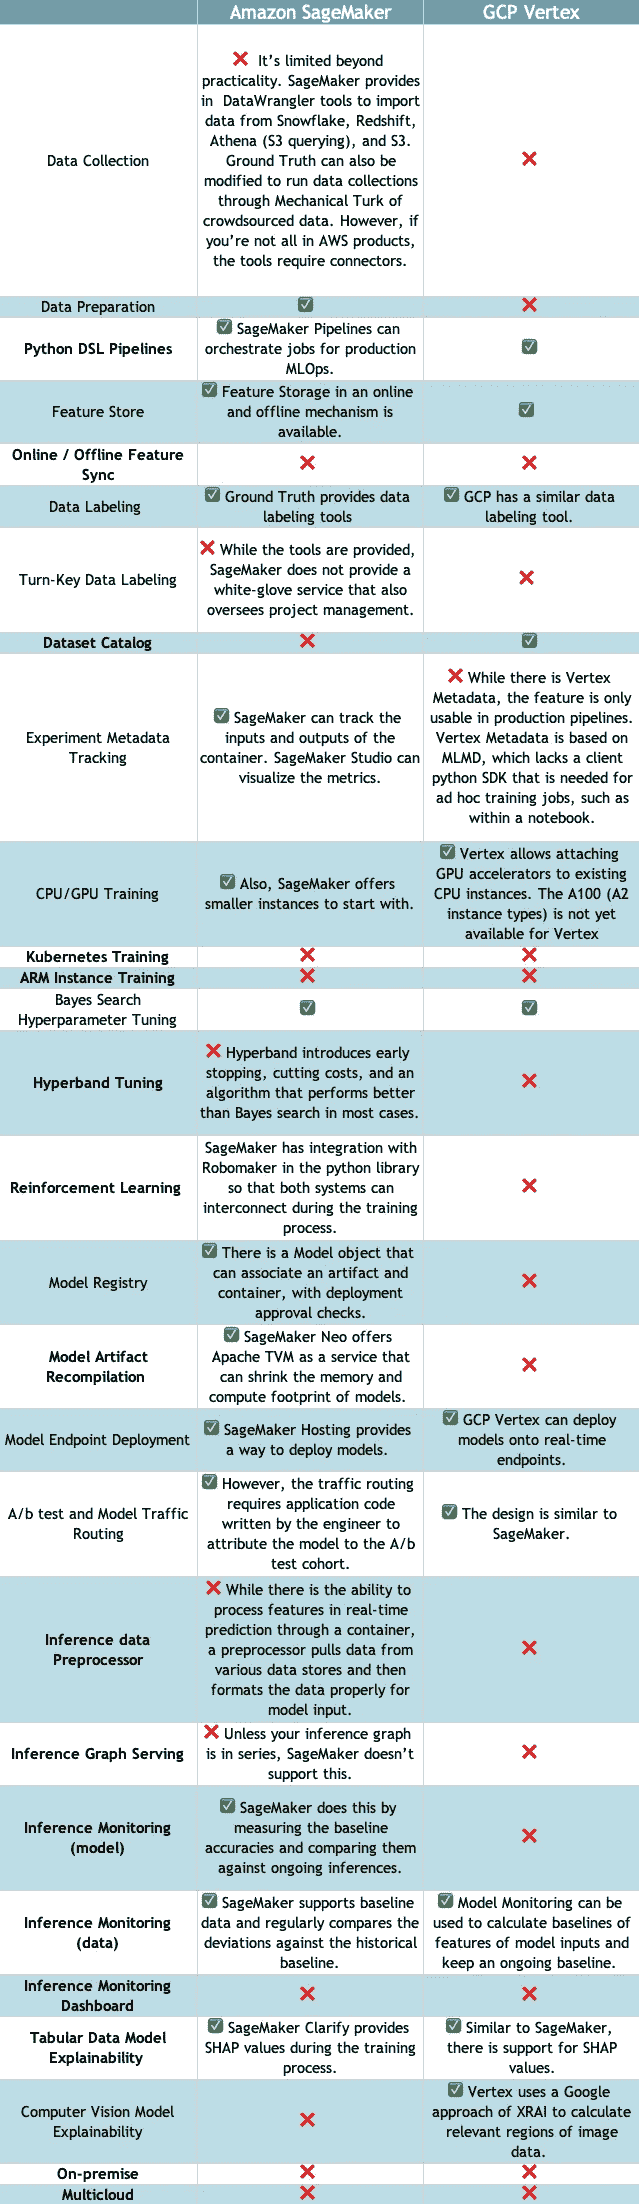 Amazon SageMaker GCP Vertex
Data Collection
❌ It's limited beyond
practicality. SageMaker provides
in DataWrangler tools to import
data from Snowflake, Redshift,
Athena (S3 querying), and S3.
Ground Truth can also be
modified to run data collections
through Mechanical Turk of
crowdsourced data. However, if
you're not all in AWS products,
the tools require connectors.
❌
Data Preparation ✅ ❌
Python DSL Pipelines
✅ SageMaker Pipelines can
orchestrate jobs for production
MLOps.
✅
Feature Store
✅ Feature Storage in an online
and offline mechanism is
available.
✅
Online / Offline Feature
Sync
❌ ❌
Data Labeling
✅ Ground Truth provides data
labeling tools
✅ GCP has a similar data
labeling tool.
Turn-Key Data Labeling
❌ While the tools are provided,
SageMaker does not provide a
white-glove service that also
oversees project management.
❌
Dataset Catalog ❌ ✅
Experiment Metadata
Tracking
✅ SageMaker can track the
inputs and outputs of the
container. SageMaker Studio can
visualize the metrics.
❌ While there is Vertex
Metadata, the feature is only
usable in production pipelines.
Vertex Metadata is based on
MLMD, which lacks a client
python SDK that is needed for
ad hoc training jobs, such as
within a notebook.
CPU/GPU Training
✅ Also, SageMaker offers
smaller instances to start with.
✅ Vertex allows attaching
GPU accelerators to existing
CPU instances. The A100 (A2
instance types) is not yet
available for Vertex
Kubernetes Training ❌ ❌
ARM Instance Training ❌ ❌
Bayes Search
Hyperparameter Tuning
✅ ✅
Hyperband Tuning
❌ Hyperband introduces early
stopping, cutting costs, and an
algorithm that performs better
than Bayes search in most cases.
❌
Reinforcement Learning
SageMaker has integration with
Robomaker in the python library
so that both systems can
interconnect during the training
process.
❌
Model Registry
✅ There is a Model object that
can associate an artifact and
container, with deployment
approval checks.
❌
Model Artifact
Recompilation
✅ SageMaker Neo offers
Apache TVM as a service that
can shrink the memory and
compute footprint of models.
❌
Model Endpoint Deployment
✅ SageMaker Hosting provides
a way to deploy models.
✅ GCP Vertex can deploy
models onto real-time
endpoints.
A/b test and Model Traffic
Routing
✅ However, the traffic routing
requires application code
written by the engineer to
attribute the model to the A/b
test cohort.
✅ The design is similar to
SageMaker.
Inference data
Preprocessor
❌ While there is the ability to
process features in real-time
prediction through a container,
a preprocessor pulls data from
various data stores and then
formats the data properly for
model input.
❌
Inference Graph Serving
❌ Unless your inference graph
is in series, SageMaker doesn't
support this.
❌
Inference Monitoring
(model)
✅ SageMaker does this by
measuring the baseline
accuracies and comparing them
against ongoing inferences.
❌
Inference Monitoring
(data)
✅ SageMaker supports baseline
data and regularly compares the
deviations against the historical
baseline.
✅ Model Monitoring can be
used to calculate baselines of
features of model inputs and
keep an ongoing baseline.
Inference Monitoring
Dashboard
❌ ❌
Tabular Data Model
Explainability
✅ SageMaker Clarify provides
SHAP values during the training
process.
✅ Similar to SageMaker,
there is support for SHAP
values.
Computer Vision Model
Explainability
❌
✅ Vertex uses a Google
approach of XRAI to calculate
relevant regions of image
data.
On-premise ❌ ❌
Multicloud ❌ ❌